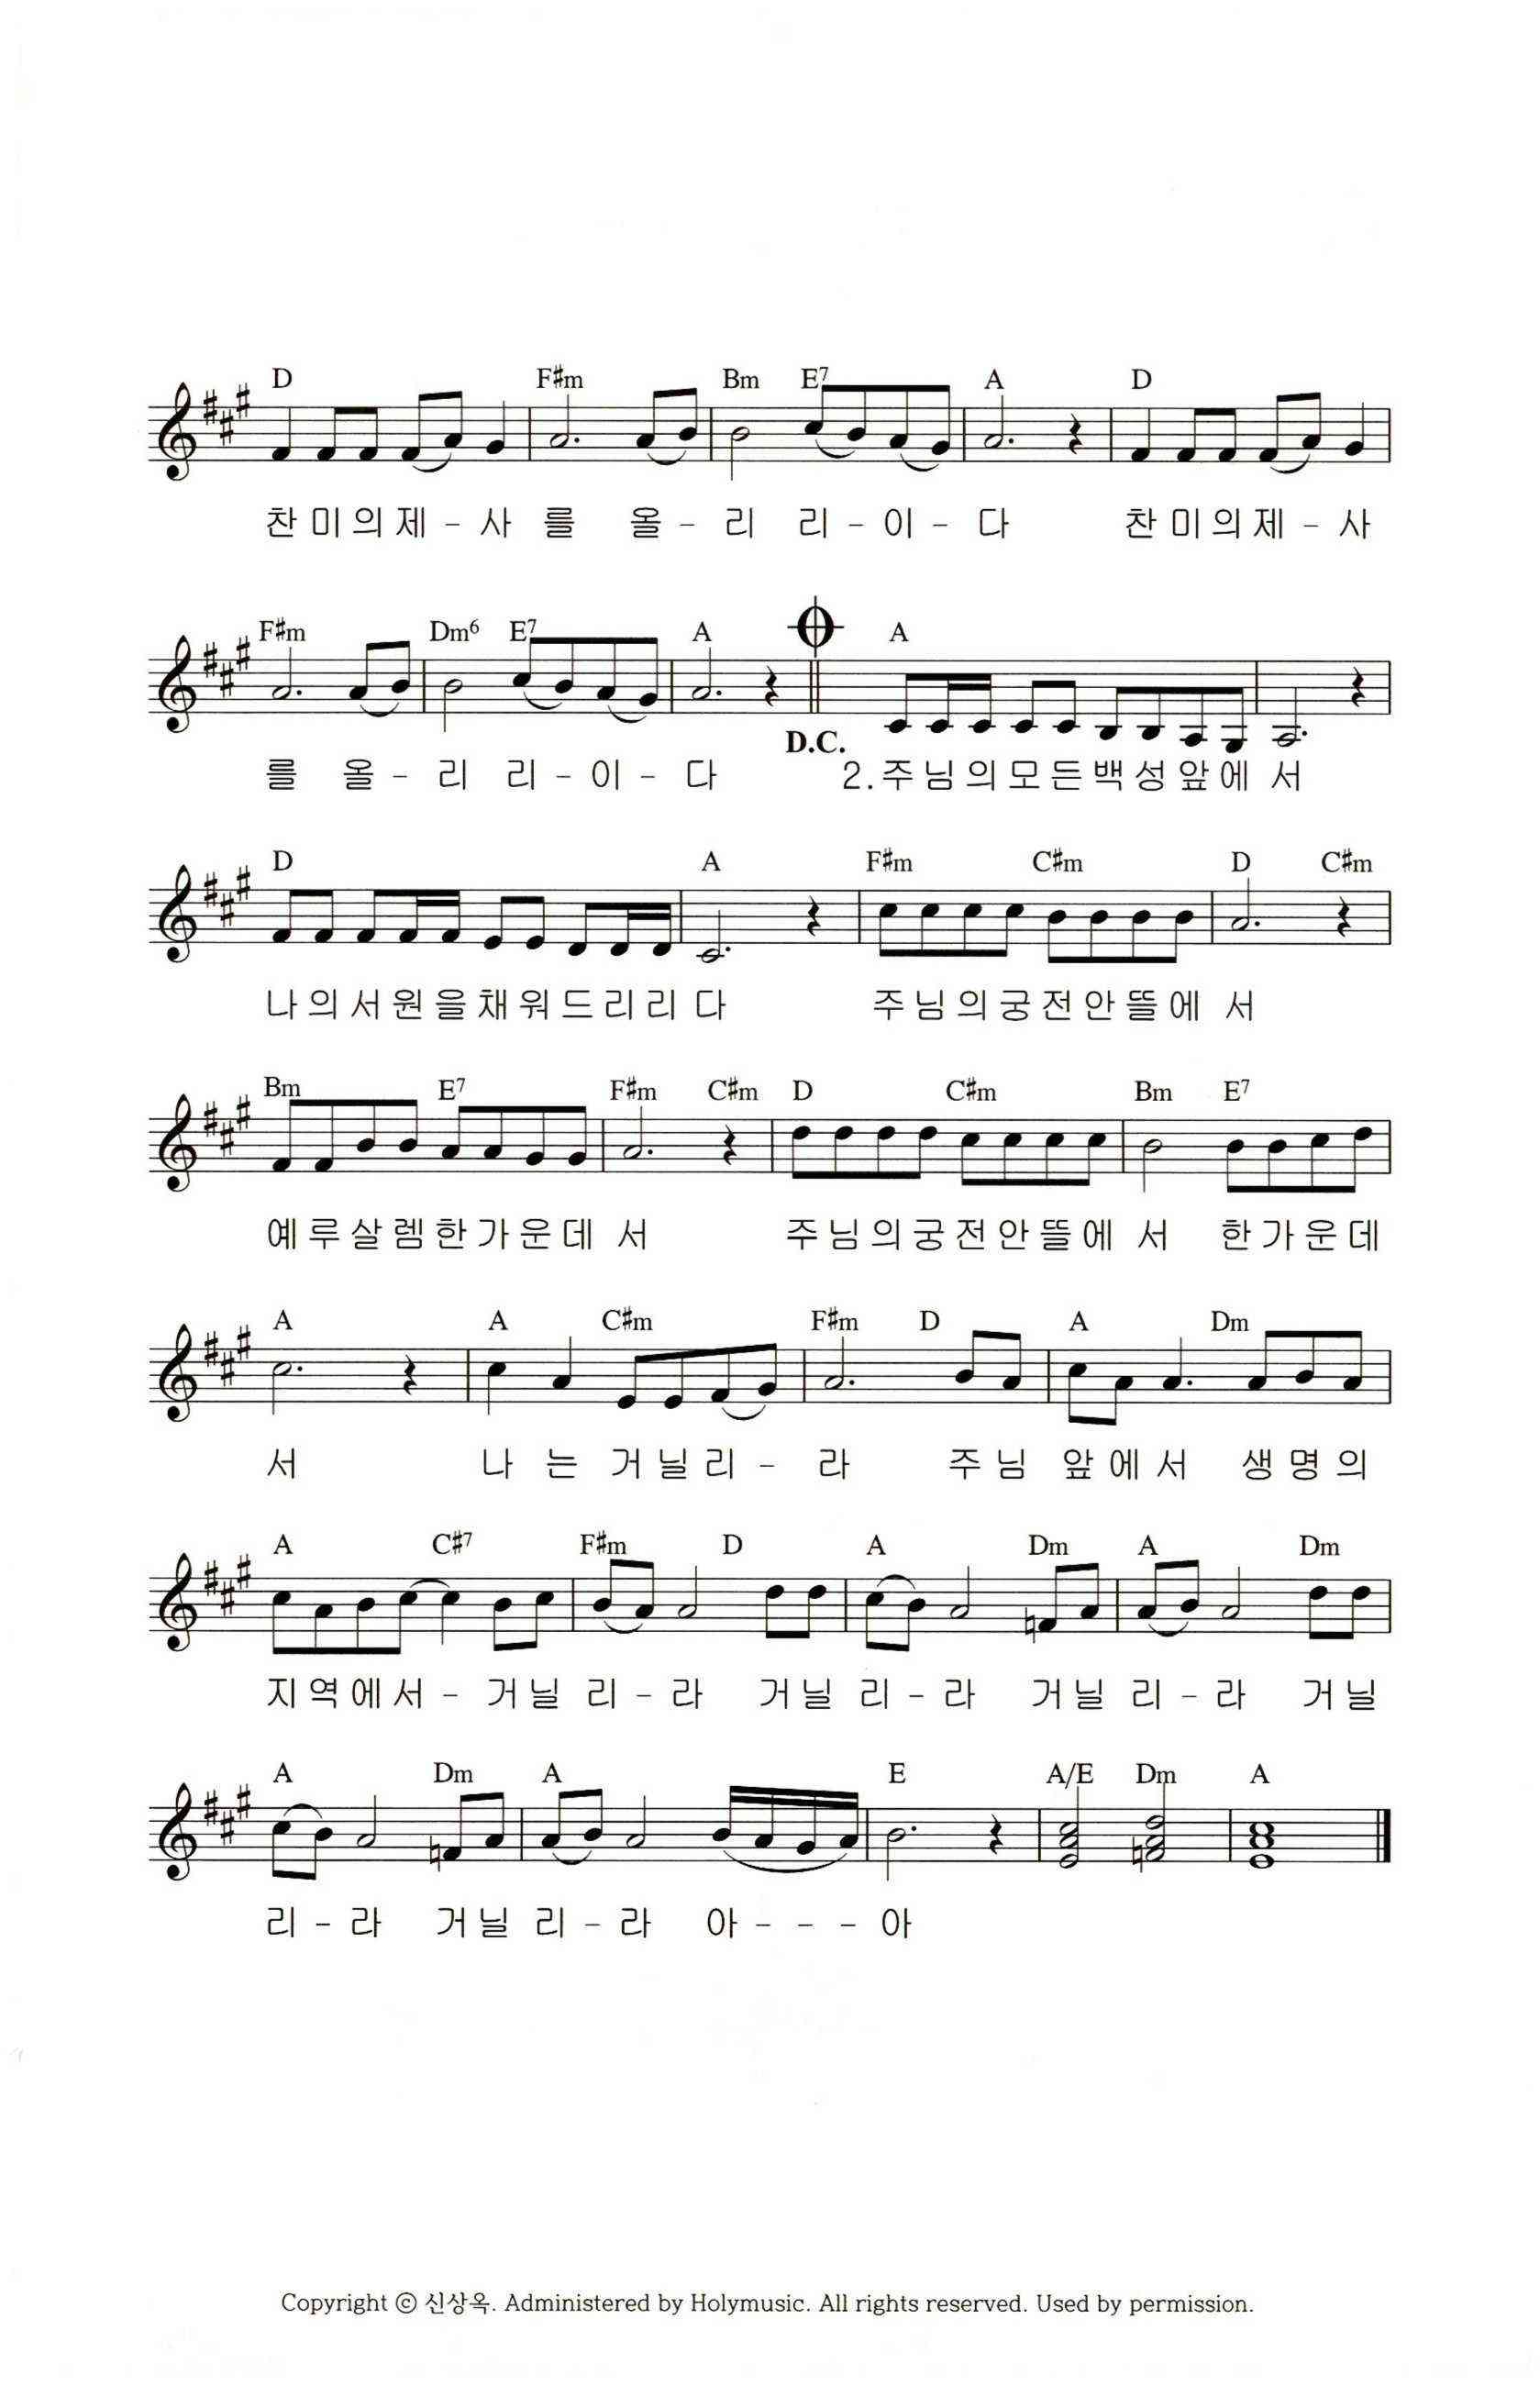 D F#m Bm E7 A D
찬미의제-사를 올-리 리-이-다 찬미의제-사
F#m Dm6 E7 A A
D.C.
를 올-리 리-이-다 2.주님의모든백성앞에서
D A F#m C#m D C#m
나의서원을채워드리리다 주님의궁전안뜰에서
Bm E7 F#m C#m D C#m Bm E7
예루살렘한가운데서 주님의궁전안뜰에서 한가운데
A A C#m F#m D A Dm
서 나는거닐리-라 주님앞에서 생명의
A C#7 F#m D A Dm A Dm
지역에서-거닐리-라 거닐리-라 거닐리-라 거닐
A Dm A E A/E Dm A
리-라 거닐리-라 아---아
Copyright ⓒ 신상옥. Administered by Holymusic. All rights reserved. Used by permission.